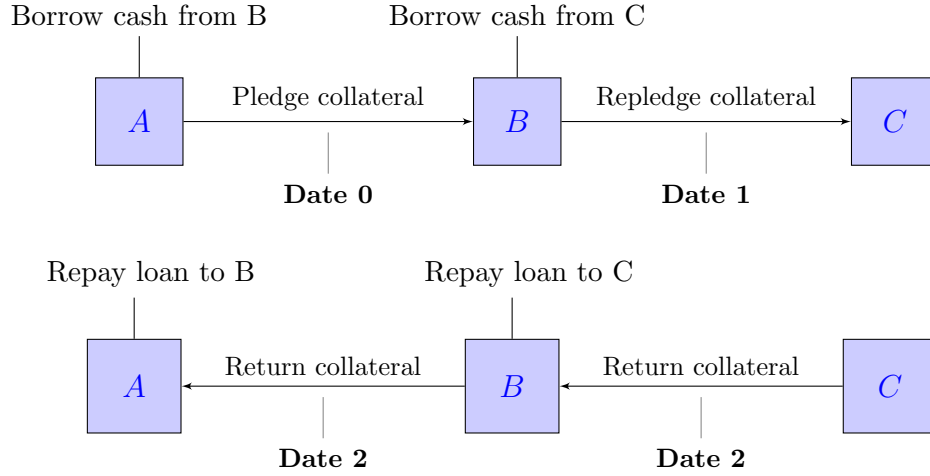 Borrow cash from B
Borrow cash from C
A
Pledge collateral
B
Repledge collateral
C
Date 0
Date 1
Repay loan to B
Repay loan to C
A
Return collateral
B
Return collateral
C
Date 2
Date 2